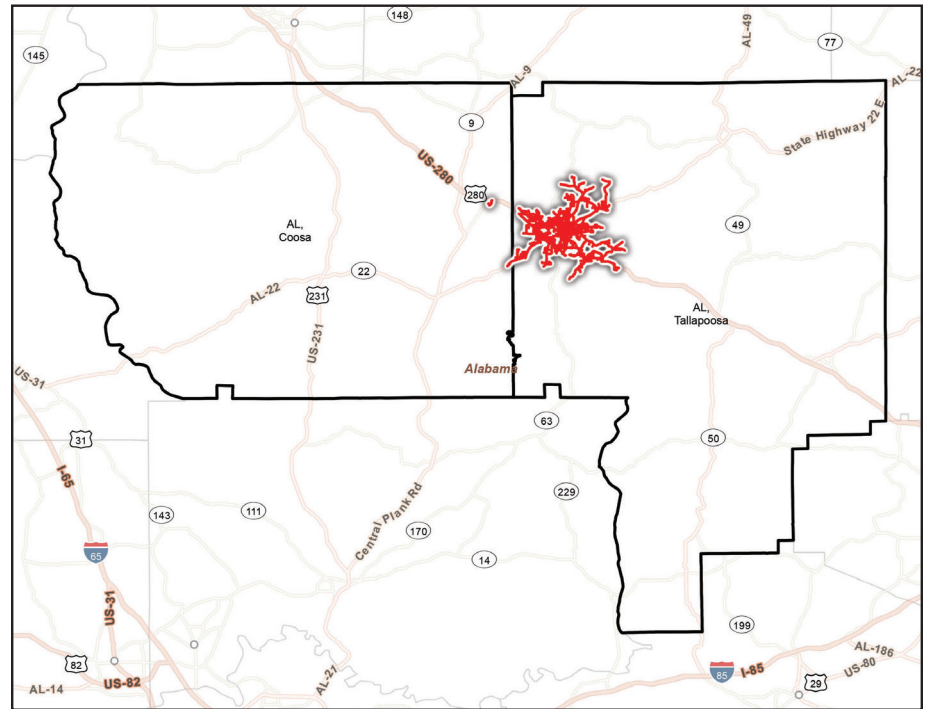 148
AL-49
77
145
AL-9
AL-22
State Highway 22 E
9
US-280
280
AL,
Coosa
49
22
AL-22
231
AL,
Tallapoosa
US-231
Alabama
US-31
63
31
50
I-65
229
143
111
Central Plank Rd
170
14
65
US-31
199
82
AL-186
US-80
AL-14
US-82
AL-21
85
I-85
29